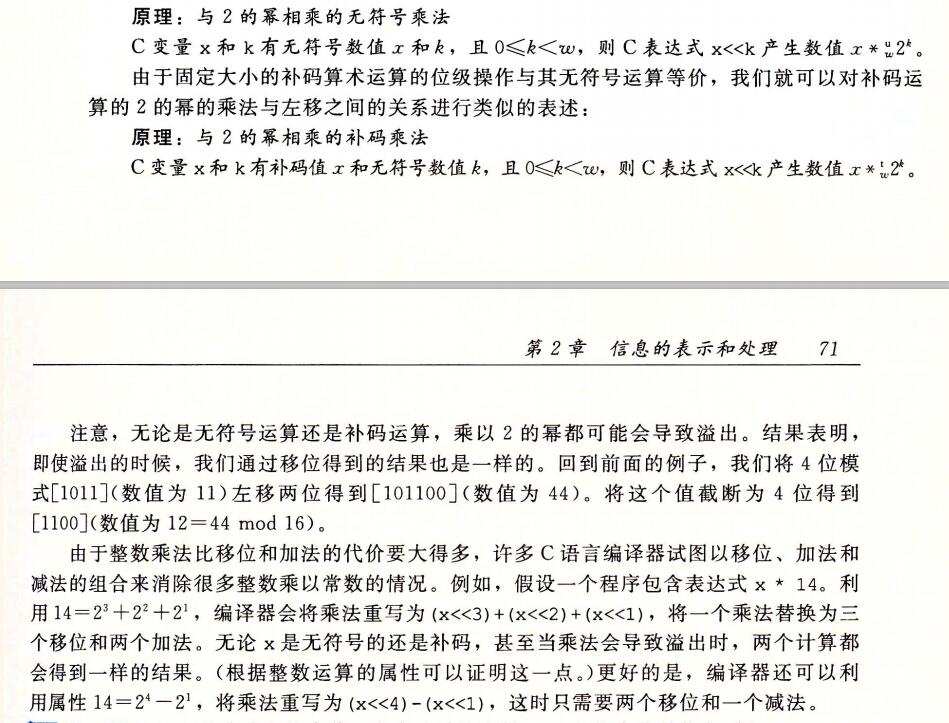 原理：与 2 的幂相乘的无符号乘法
C 变量 x 和 k 有无符号数值 x 和 k，且 0≤k<w，则 C 表达式 x<<k 产生数值 x *ᵤw 2ᵏ。
由于固定大小的补码算术运算的位级操作与其无符号运算等价，我们就可以对补码运
算的 2 的幂的乘法与左移之间的关系进行类似的表述：
原理：与 2 的幂相乘的补码乘法
C 变量 x 和 k 有补码值 x 和无符号数值 k，且 0≤k<w，则 C 表达式 x<<k 产生数值 x *ᵗw 2ᵏ。
第 2 章 信息的表示和处理 71
注意，无论是无符号运算还是补码运算，乘以 2 的幂都可能会导致溢出。结果表明，
即使溢出的时候，我们通过移位得到的结果也是一样的。回到前面的例子，我们将 4 位模
式[1011](数值为 11)左移两位得到[101100](数值为 44)。将这个值截断为 4 位得到
[1100](数值为 12＝44 mod 16)。
由于整数乘法比移位和加法的代价要大得多，许多 C 语言编译器试图以移位、加法和
减法的组合来消除很多整数乘以常数的情况。例如，假设一个程序包含表达式 x * 14。利
用 14＝2³＋2²＋2¹，编译器会将乘法重写为 (x<<3)+(x<<2)+(x<<1)，将一个乘法替换为三
个移位和两个加法。无论 x 是无符号的还是补码，甚至当乘法会导致溢出时，两个计算都
会得到一样的结果。(根据整数运算的属性可以证明这一点。)更好的是，编译器还可以利
用属性 14＝2⁴－2¹，将乘法重写为 (x<<4)-(x<<1)，这时只需要两个移位和一个减法。